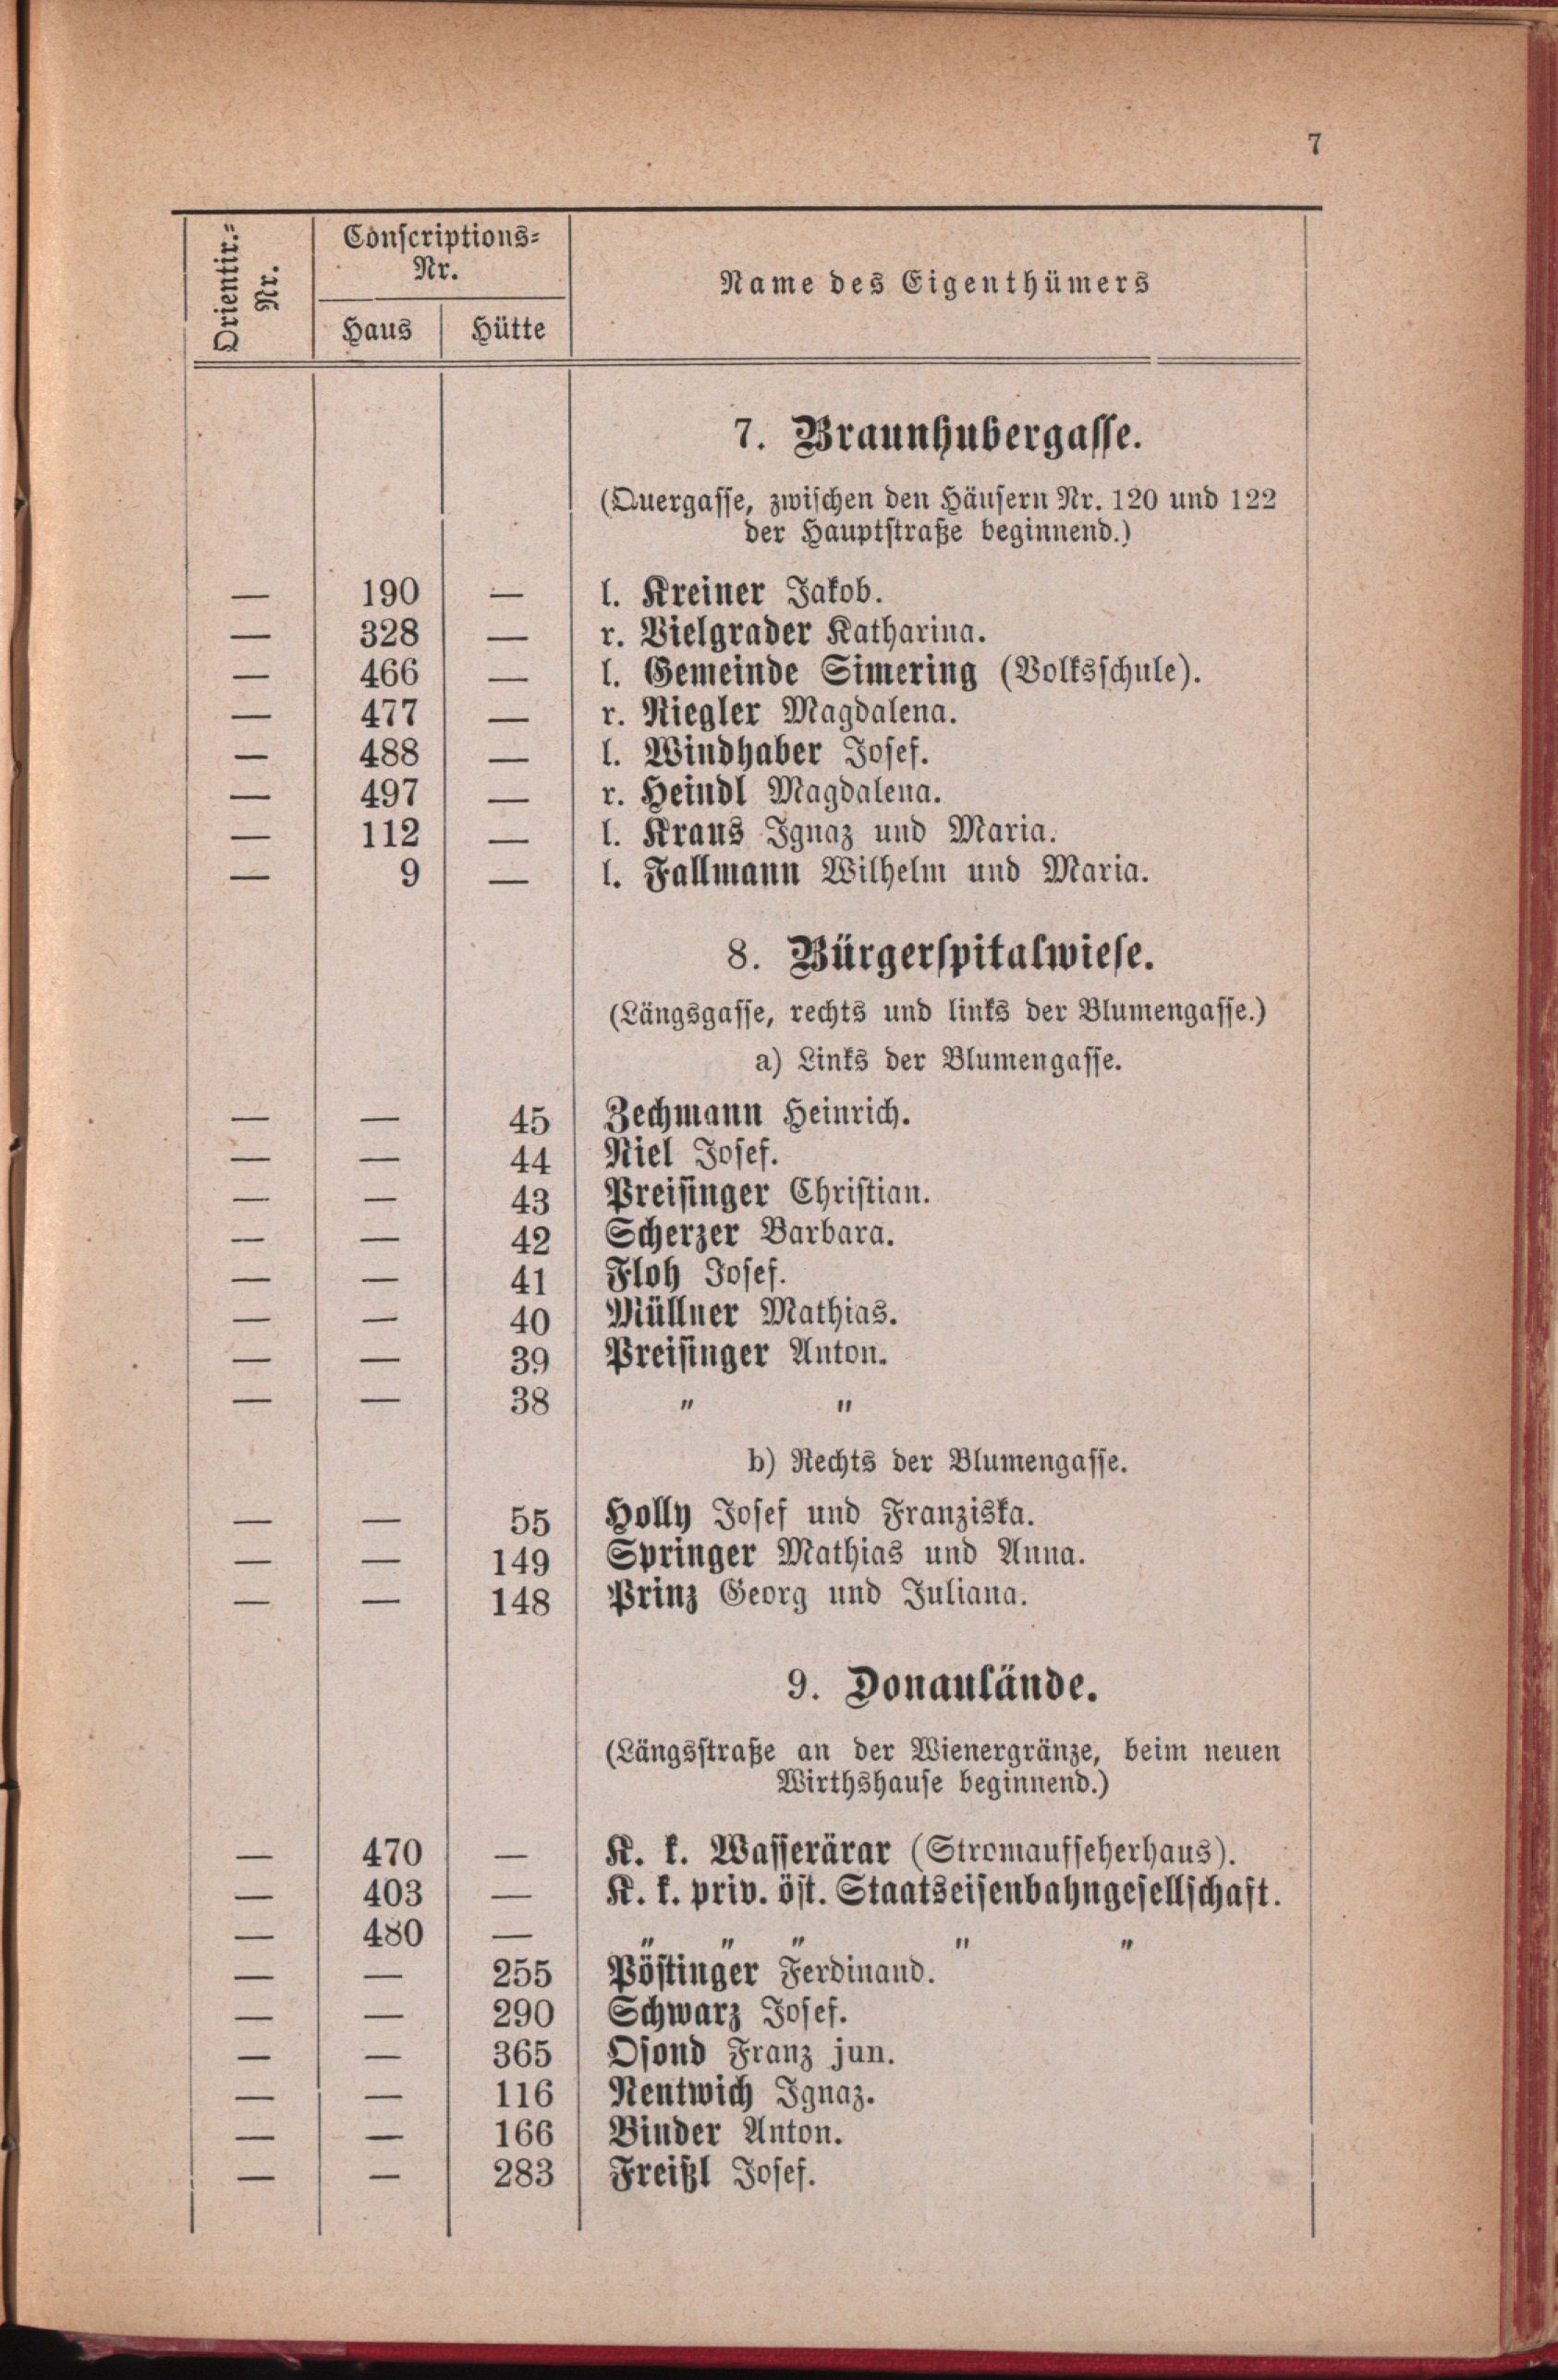 7
Orientir.-
Nr.
Conscriptions-
Nr.
Haus Hütte
Name des Eigenthümers
7. Braunhubergasse.
(Quergasse, zwischen den Häusern Nr. 120 und 122
der Hauptstraße beginnend.)
— 190 — l. Kreiner Jakob.
— 328 — r. Vielgrader Katharina.
— 466 — l. Gemeinde Simering (Volksschule).
— 477 — r. Riegler Magdalena.
— 488 — l. Windhaber Josef.
— 497 — r. Heindl Magdalena.
— 112 — l. Kraus Ignaz und Maria.
— 9 — l. Fallmann Wilhelm und Maria.
8. Bürgerspitalwiese.
(Längsgasse, rechts und links der Blumengasse.)
a) Links der Blumengasse.
— — 45 Zechmann Heinrich.
— — 44 Niel Josef.
— — 43 Preisinger Christian.
— — 42 Scherzer Barbara.
— — 41 Floh Josef.
— — 40 Müllner Mathias.
— — 39 Preisinger Anton.
— — 38 " "
b) Rechts der Blumengasse.
— — 55 Holly Josef und Franziska.
— — 149 Springer Mathias und Anna.
— — 148 Prinz Georg und Juliana.
9. Donaulände.
(Längsstraße an der Wienergränze, beim neuen
Wirthshause beginnend.)
— 470 — K. k. Wasserärar (Stromaufseherhaus).
— 403 — K. k. priv. öst. Staatseisenbahngesellschaft.
— 480 — " " " " "
— — 255 Pöstinger Ferdinand.
— — 290 Schwarz Josef.
— — 365 Osond Franz jun.
— — 116 Nentwich Ignaz.
— — 166 Binder Anton.
— — 283 Freißl Josef.